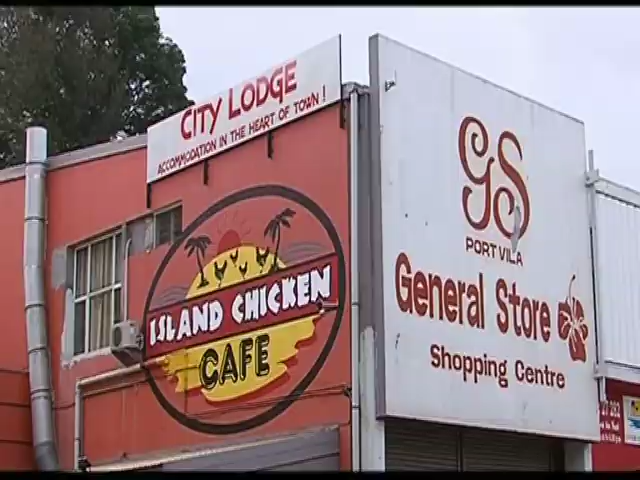 CITY LODGE
ACCOMMODATION IN THE HEART OF TOWN!
ISLAND CHICKEN
CAFE
GS
PORT VILA
General Store
Shopping Centre